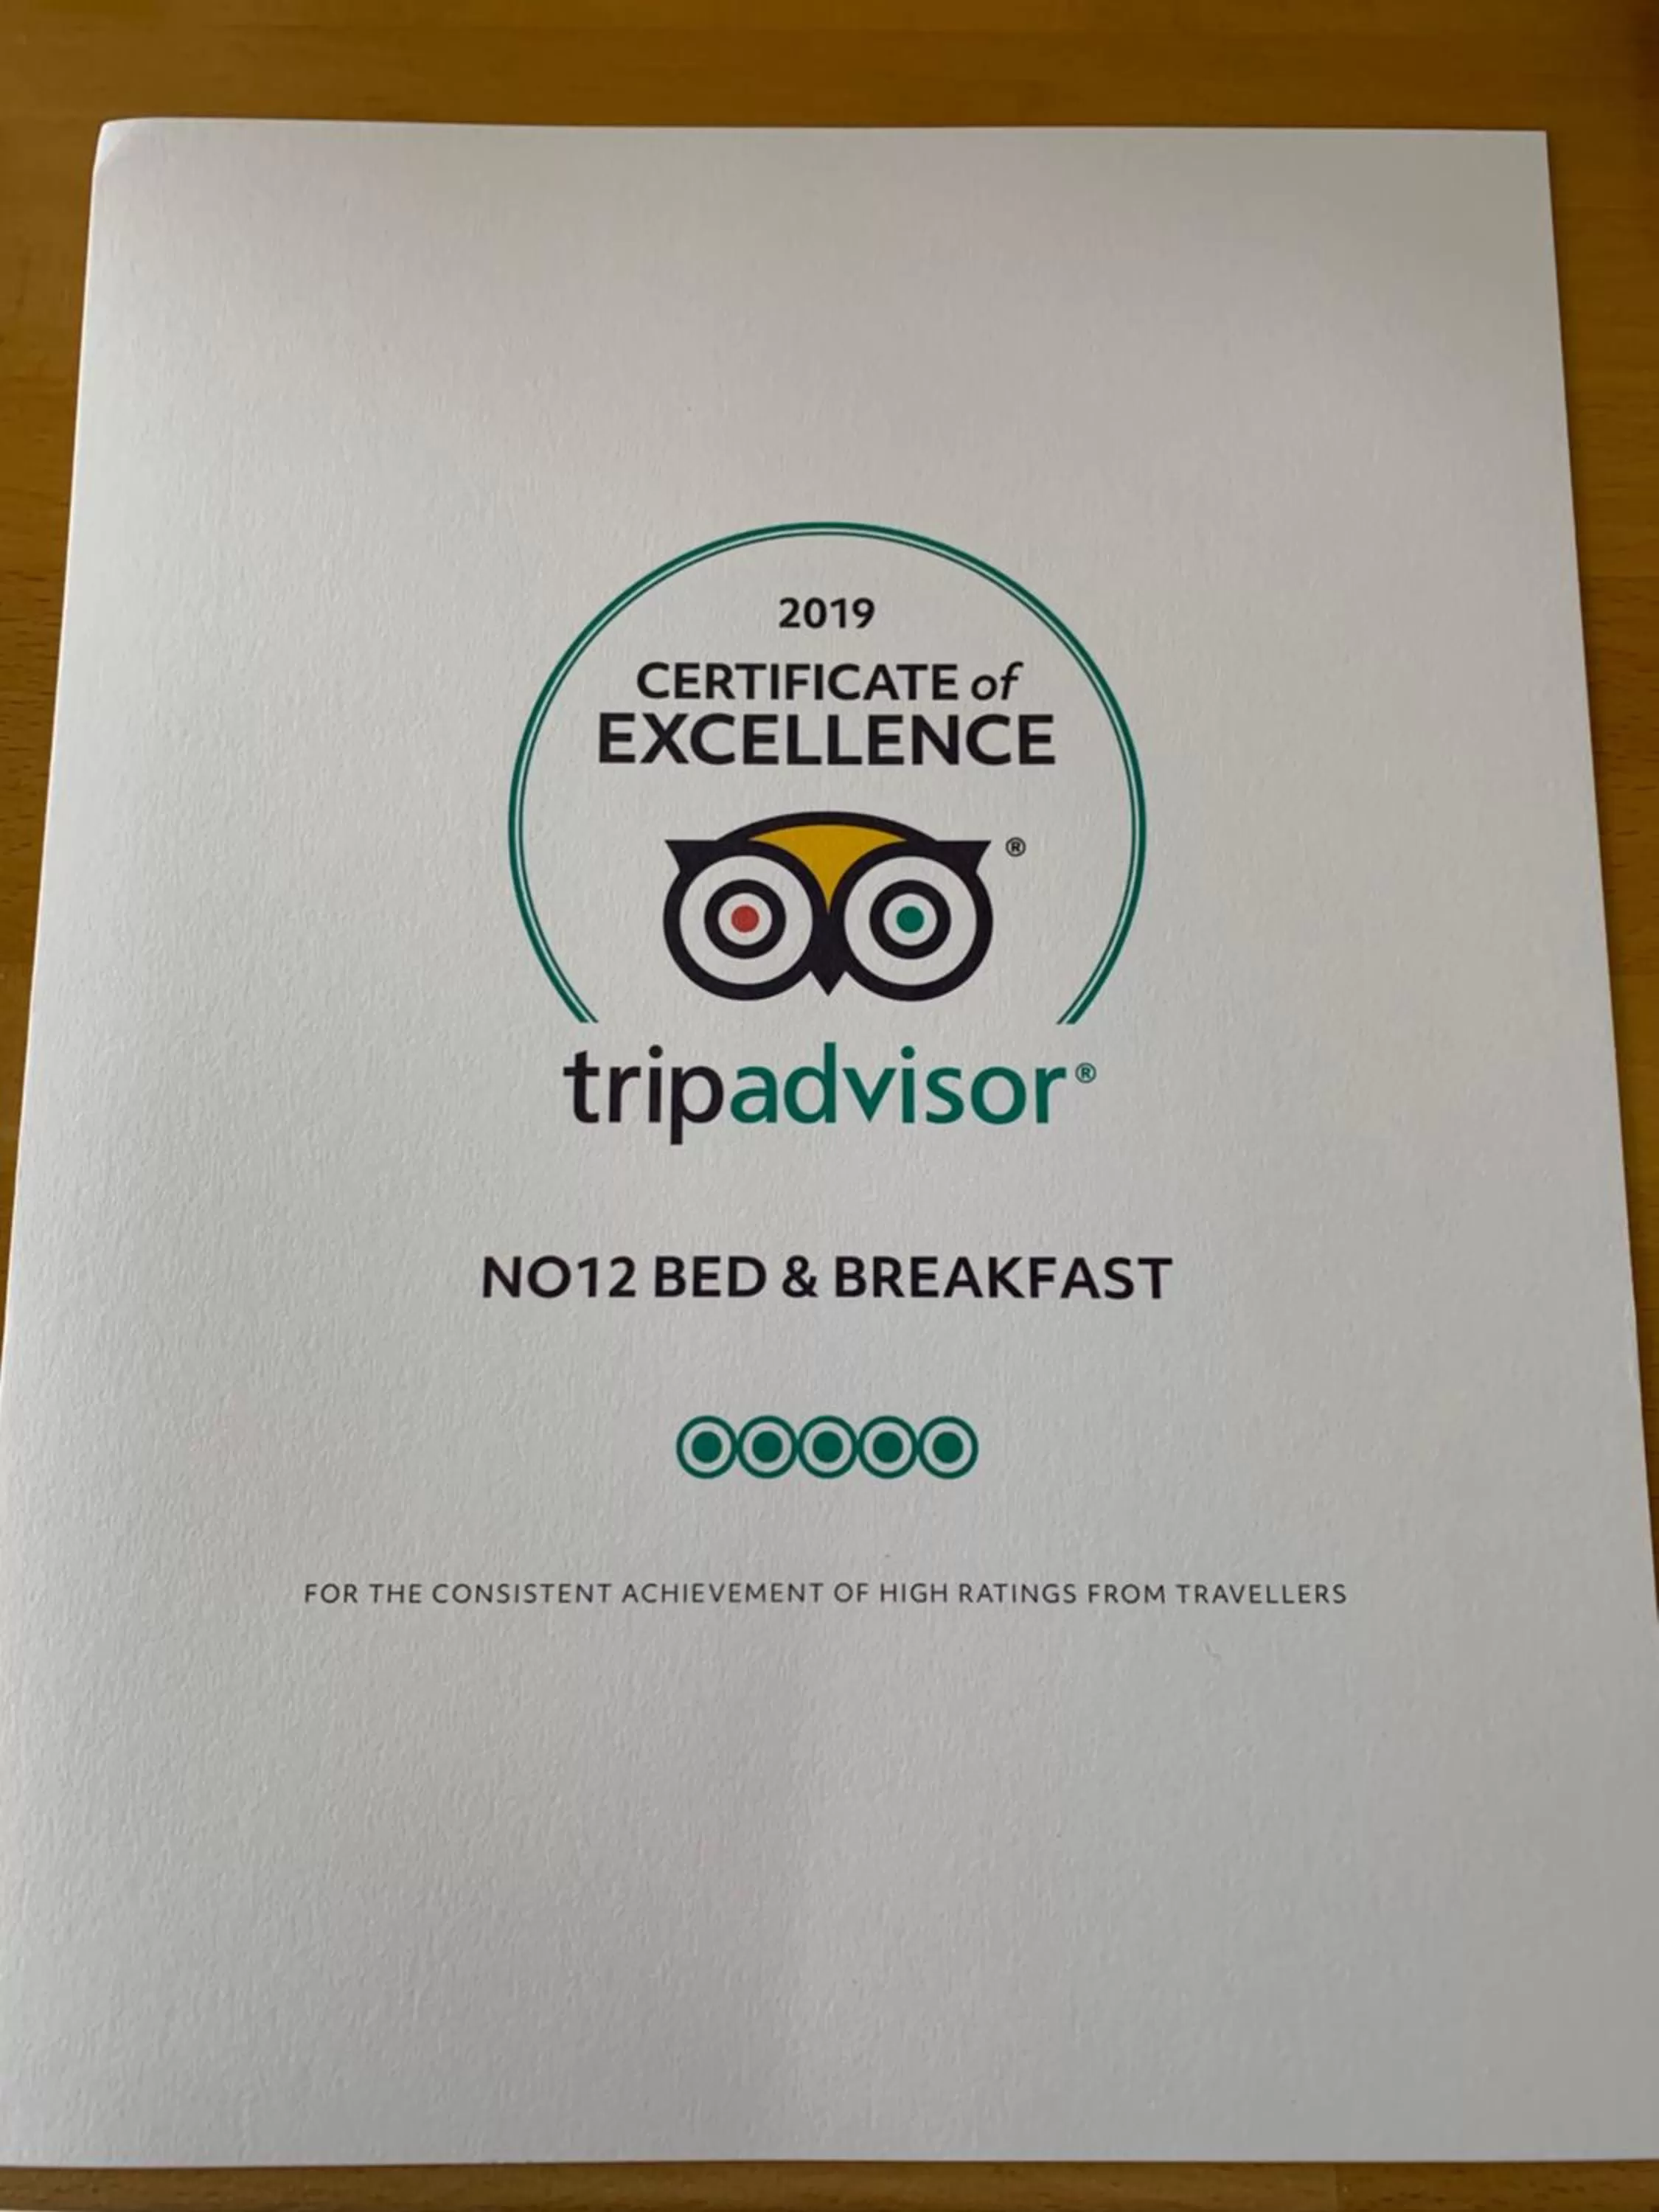 2019
CERTIFICATE of
EXCELLENCE
®
tripadvisor®
NO12 BED & BREAKFAST
FOR THE CONSISTENT ACHIEVEMENT OF HIGH RATINGS FROM TRAVELLERS